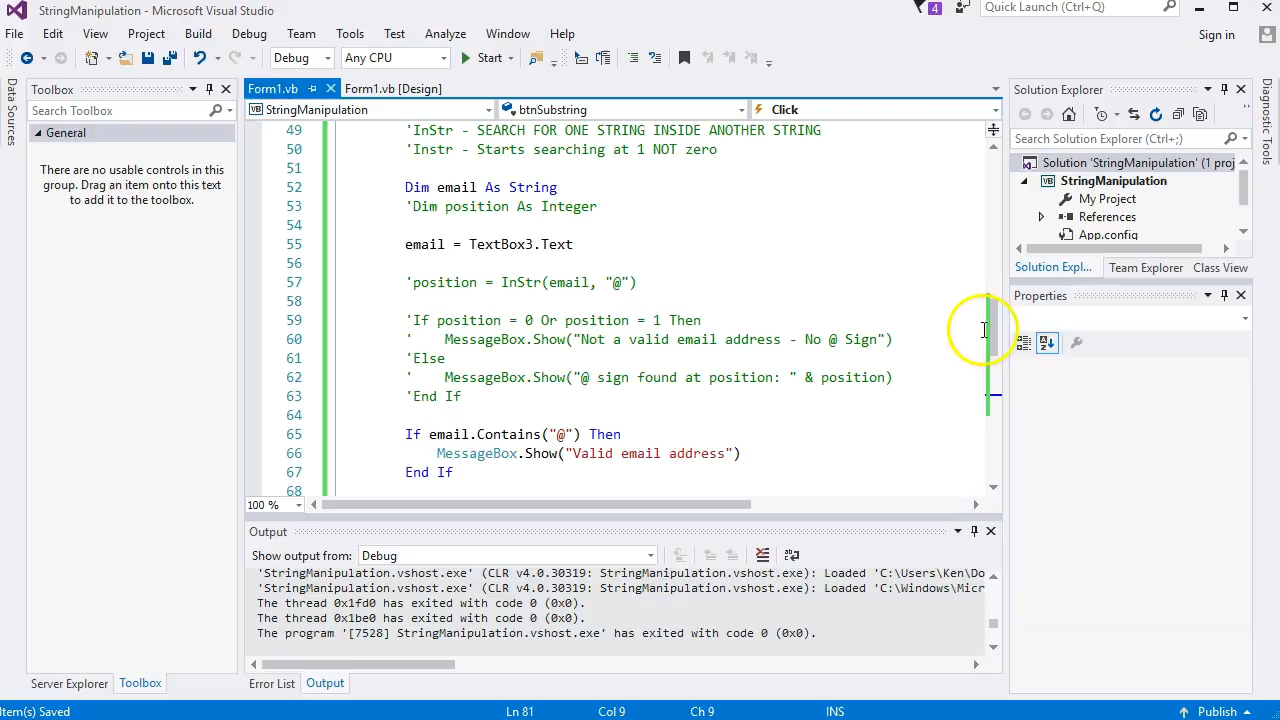 StringManipulation - Microsoft Visual Studio
4
Quick Launch (Ctrl+Q)
File Edit View Project Build Debug Team Tools Test Analyze Window Help
Sign in
Debug Any CPU Start
Data Sources
Toolbox
Search Toolbox
General
There are no usable controls in this
group. Drag an item onto this text
to add it to the toolbox.
Server Explorer Toolbox
Form1.vb Form1.vb [Design]
VB StringManipulation btnSubstring Click
49 'InStr - SEARCH FOR ONE STRING INSIDE ANOTHER STRING
50 'Instr - Starts searching at 1 NOT zero
51
52 Dim email As String
53 'Dim position As Integer
54
55 email = TextBox3.Text
56
57 'position = InStr(email, "@")
58
59 'If position = 0 Or position = 1 Then
60 ' MessageBox.Show("Not a valid email address - No @ Sign")
61 'Else
62 ' MessageBox.Show("@ sign found at position: " & position)
63 'End If
64
65 If email.Contains("@") Then
66 MessageBox.Show("Valid email address")
67 End If
68
100 %
Output
Show output from: Debug
'StringManipulation.vshost.exe' (CLR v4.0.30319: StringManipulation.vshost.exe): Loaded 'C:\Users\Ken\Do
'StringManipulation.vshost.exe' (CLR v4.0.30319: StringManipulation.vshost.exe): Loaded 'C:\Windows\Micr
The thread 0x1fd0 has exited with code 0 (0x0).
The thread 0x1be0 has exited with code 0 (0x0).
The program '[7528] StringManipulation.vshost.exe' has exited with code 0 (0x0).
Error List Output
Solution Explorer
Search Solution Explorer (Ctrl+;)
Solution 'StringManipulation' (1 proj
VB StringManipulation
My Project
References
App.config
Solution Expl... Team Explorer Class View
Properties
Diagnostic Tools
Item(s) Saved Ln 81 Col 9 Ch 9 INS Publish